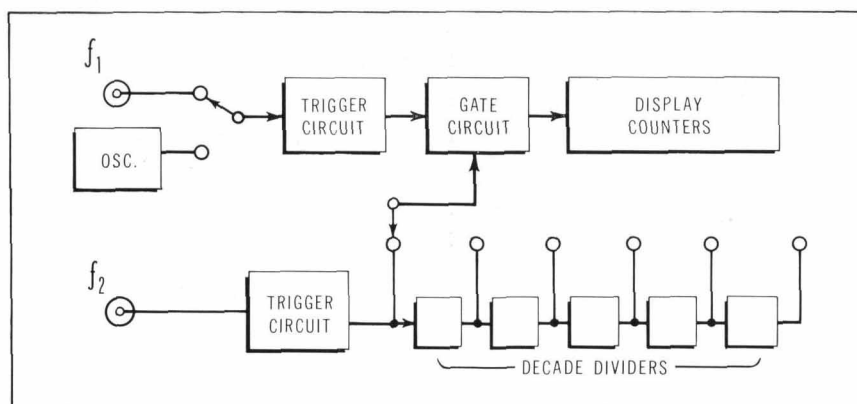 f1
TRIGGER
CIRCUIT
GATE
CIRCUIT
DISPLAY
COUNTERS
OSC.
f2
TRIGGER
CIRCUIT
DECADE DIVIDERS